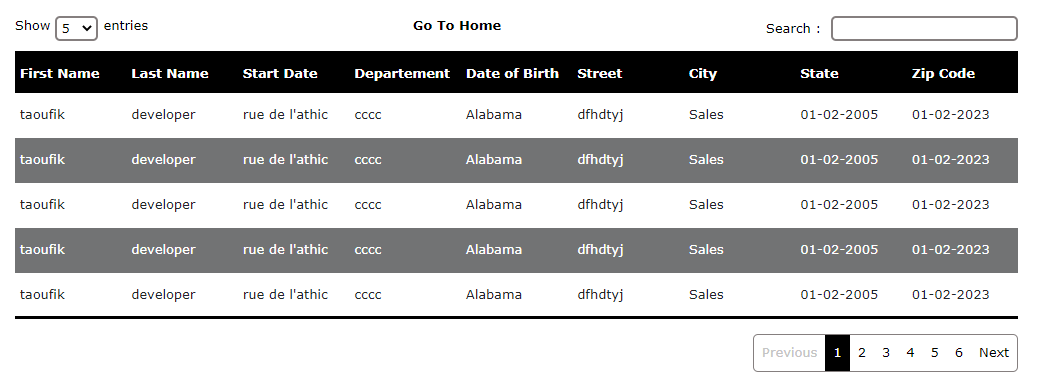 Show 5 entries Go To Home Search :
First Name Last Name Start Date Departement Date of Birth Street City State Zip Code
taoufik developer rue de l'athic cccc Alabama dfhdtyj Sales 01-02-2005 01-02-2023
taoufik developer rue de l'athic cccc Alabama dfhdtyj Sales 01-02-2005 01-02-2023
taoufik developer rue de l'athic cccc Alabama dfhdtyj Sales 01-02-2005 01-02-2023
taoufik developer rue de l'athic cccc Alabama dfhdtyj Sales 01-02-2005 01-02-2023
taoufik developer rue de l'athic cccc Alabama dfhdtyj Sales 01-02-2005 01-02-2023
Previous 1 2 3 4 5 6 Next